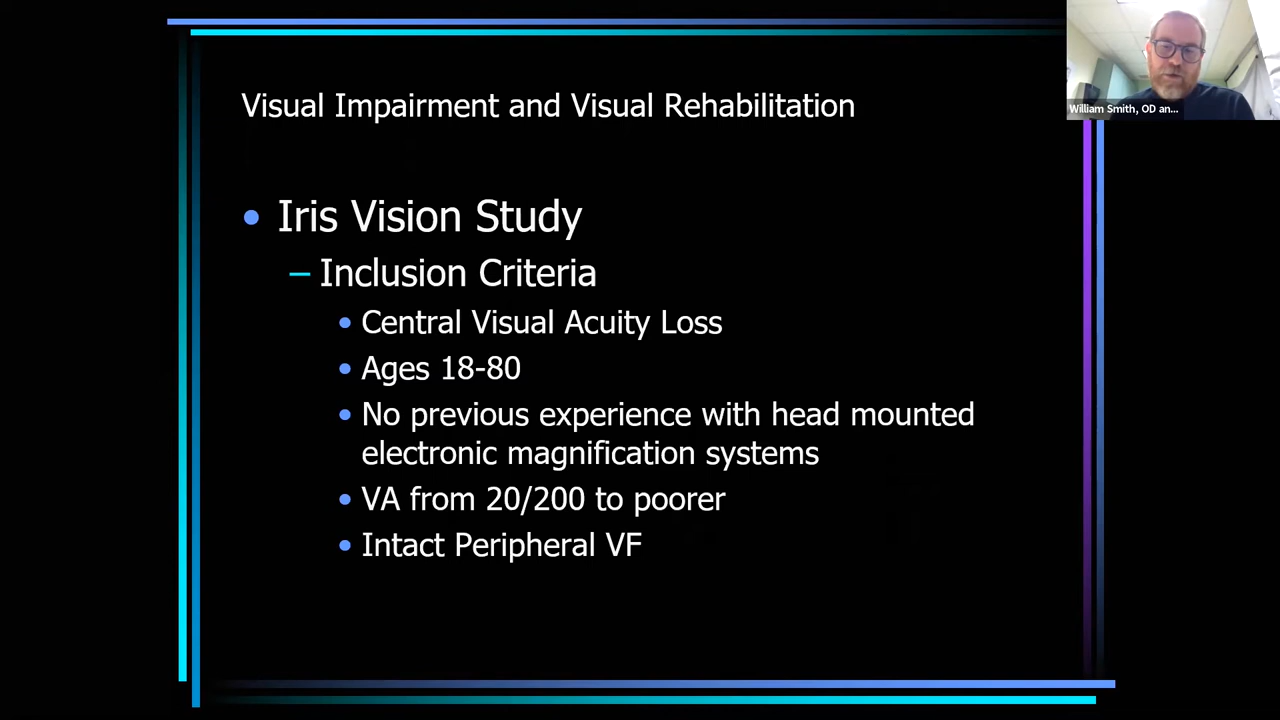 Visual Impairment and Visual Rehabilitation
William Smith, OD an...
• Iris Vision Study
– Inclusion Criteria
• Central Visual Acuity Loss
• Ages 18-80
• No previous experience with head mounted
electronic magnification systems
• VA from 20/200 to poorer
• Intact Peripheral VF